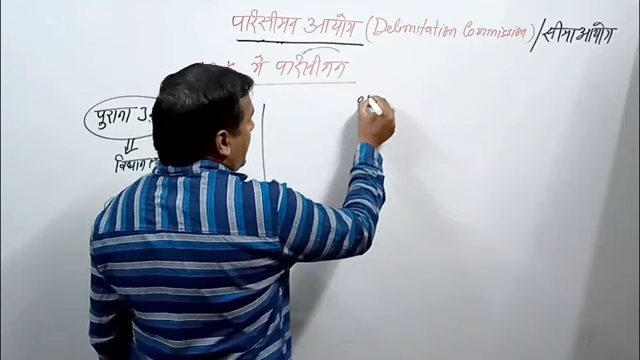 परिसीमन आयोग (Delimitation Commission) / सीमा आयोग
में परिसीमन
पुराना J
विधान